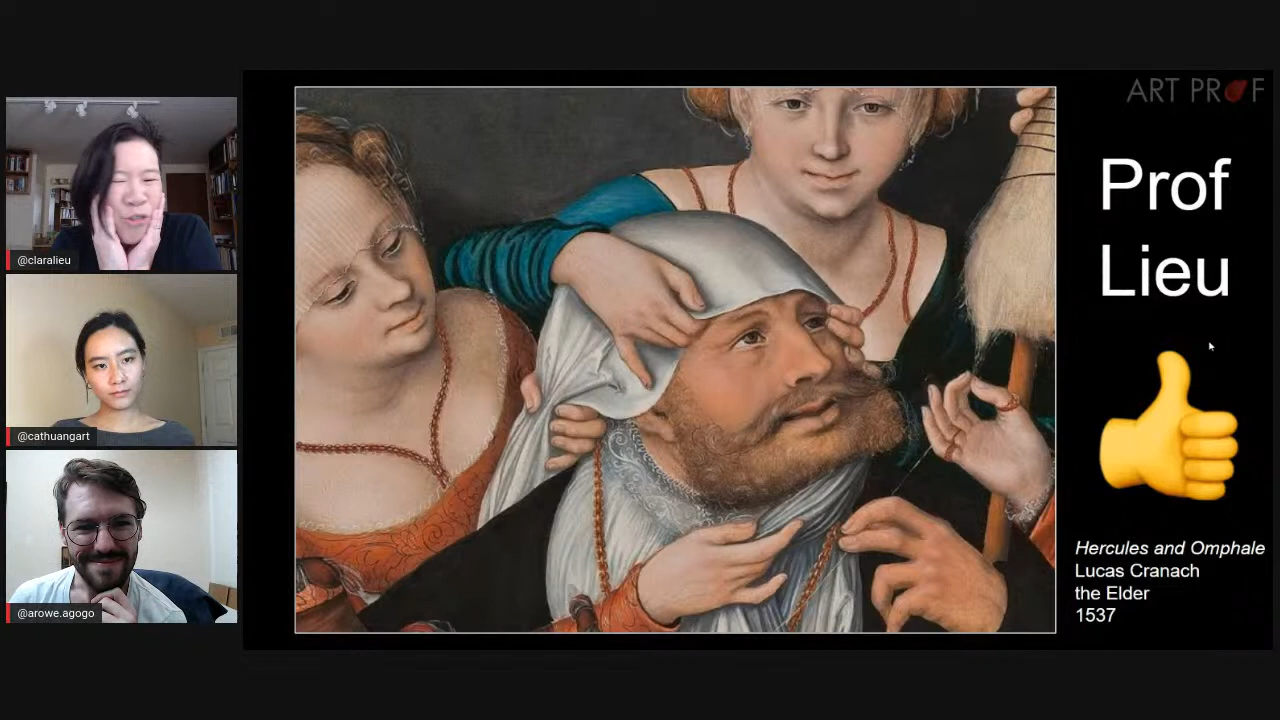 ART PROF
@claralieu
Prof
Lieu
@cathuangart
Hercules and Omphale
Lucas Cranach
the Elder
1537
@arowe.agogo